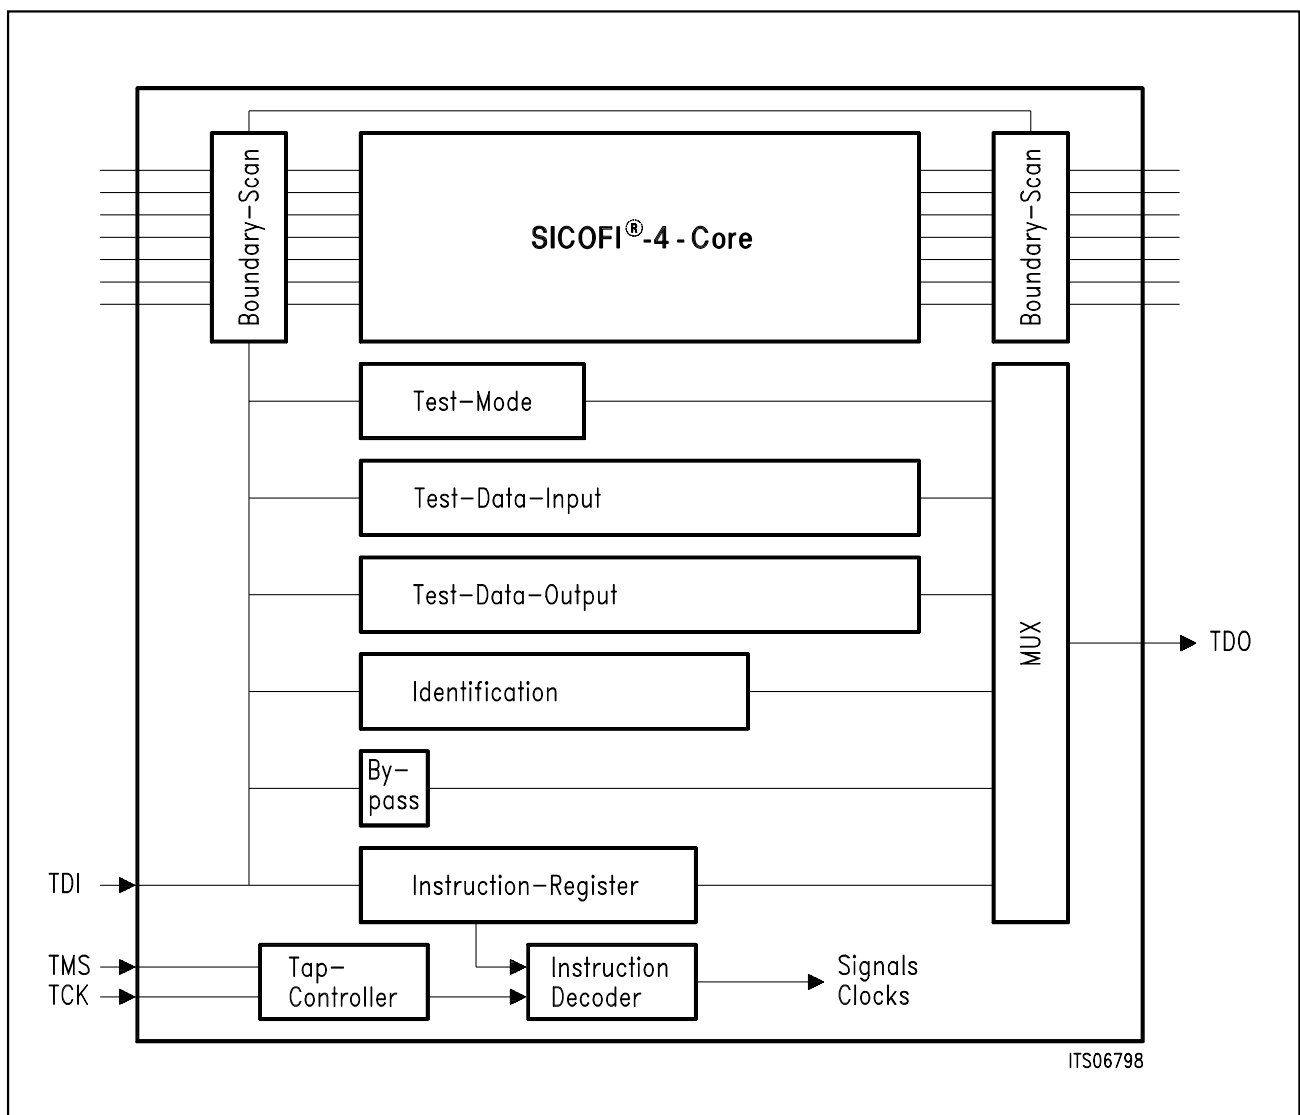 Boundary-Scan
SICOFI®-4-Core
Boundary-Scan
Test-Mode
Test-Data-Input
Test-Data-Output
Identification
By-
pass
MUX
TDO
TDI
Instruction-Register
TMS
TCK
Tap-
Controller
Instruction
Decoder
Signals
Clocks
ITS06798